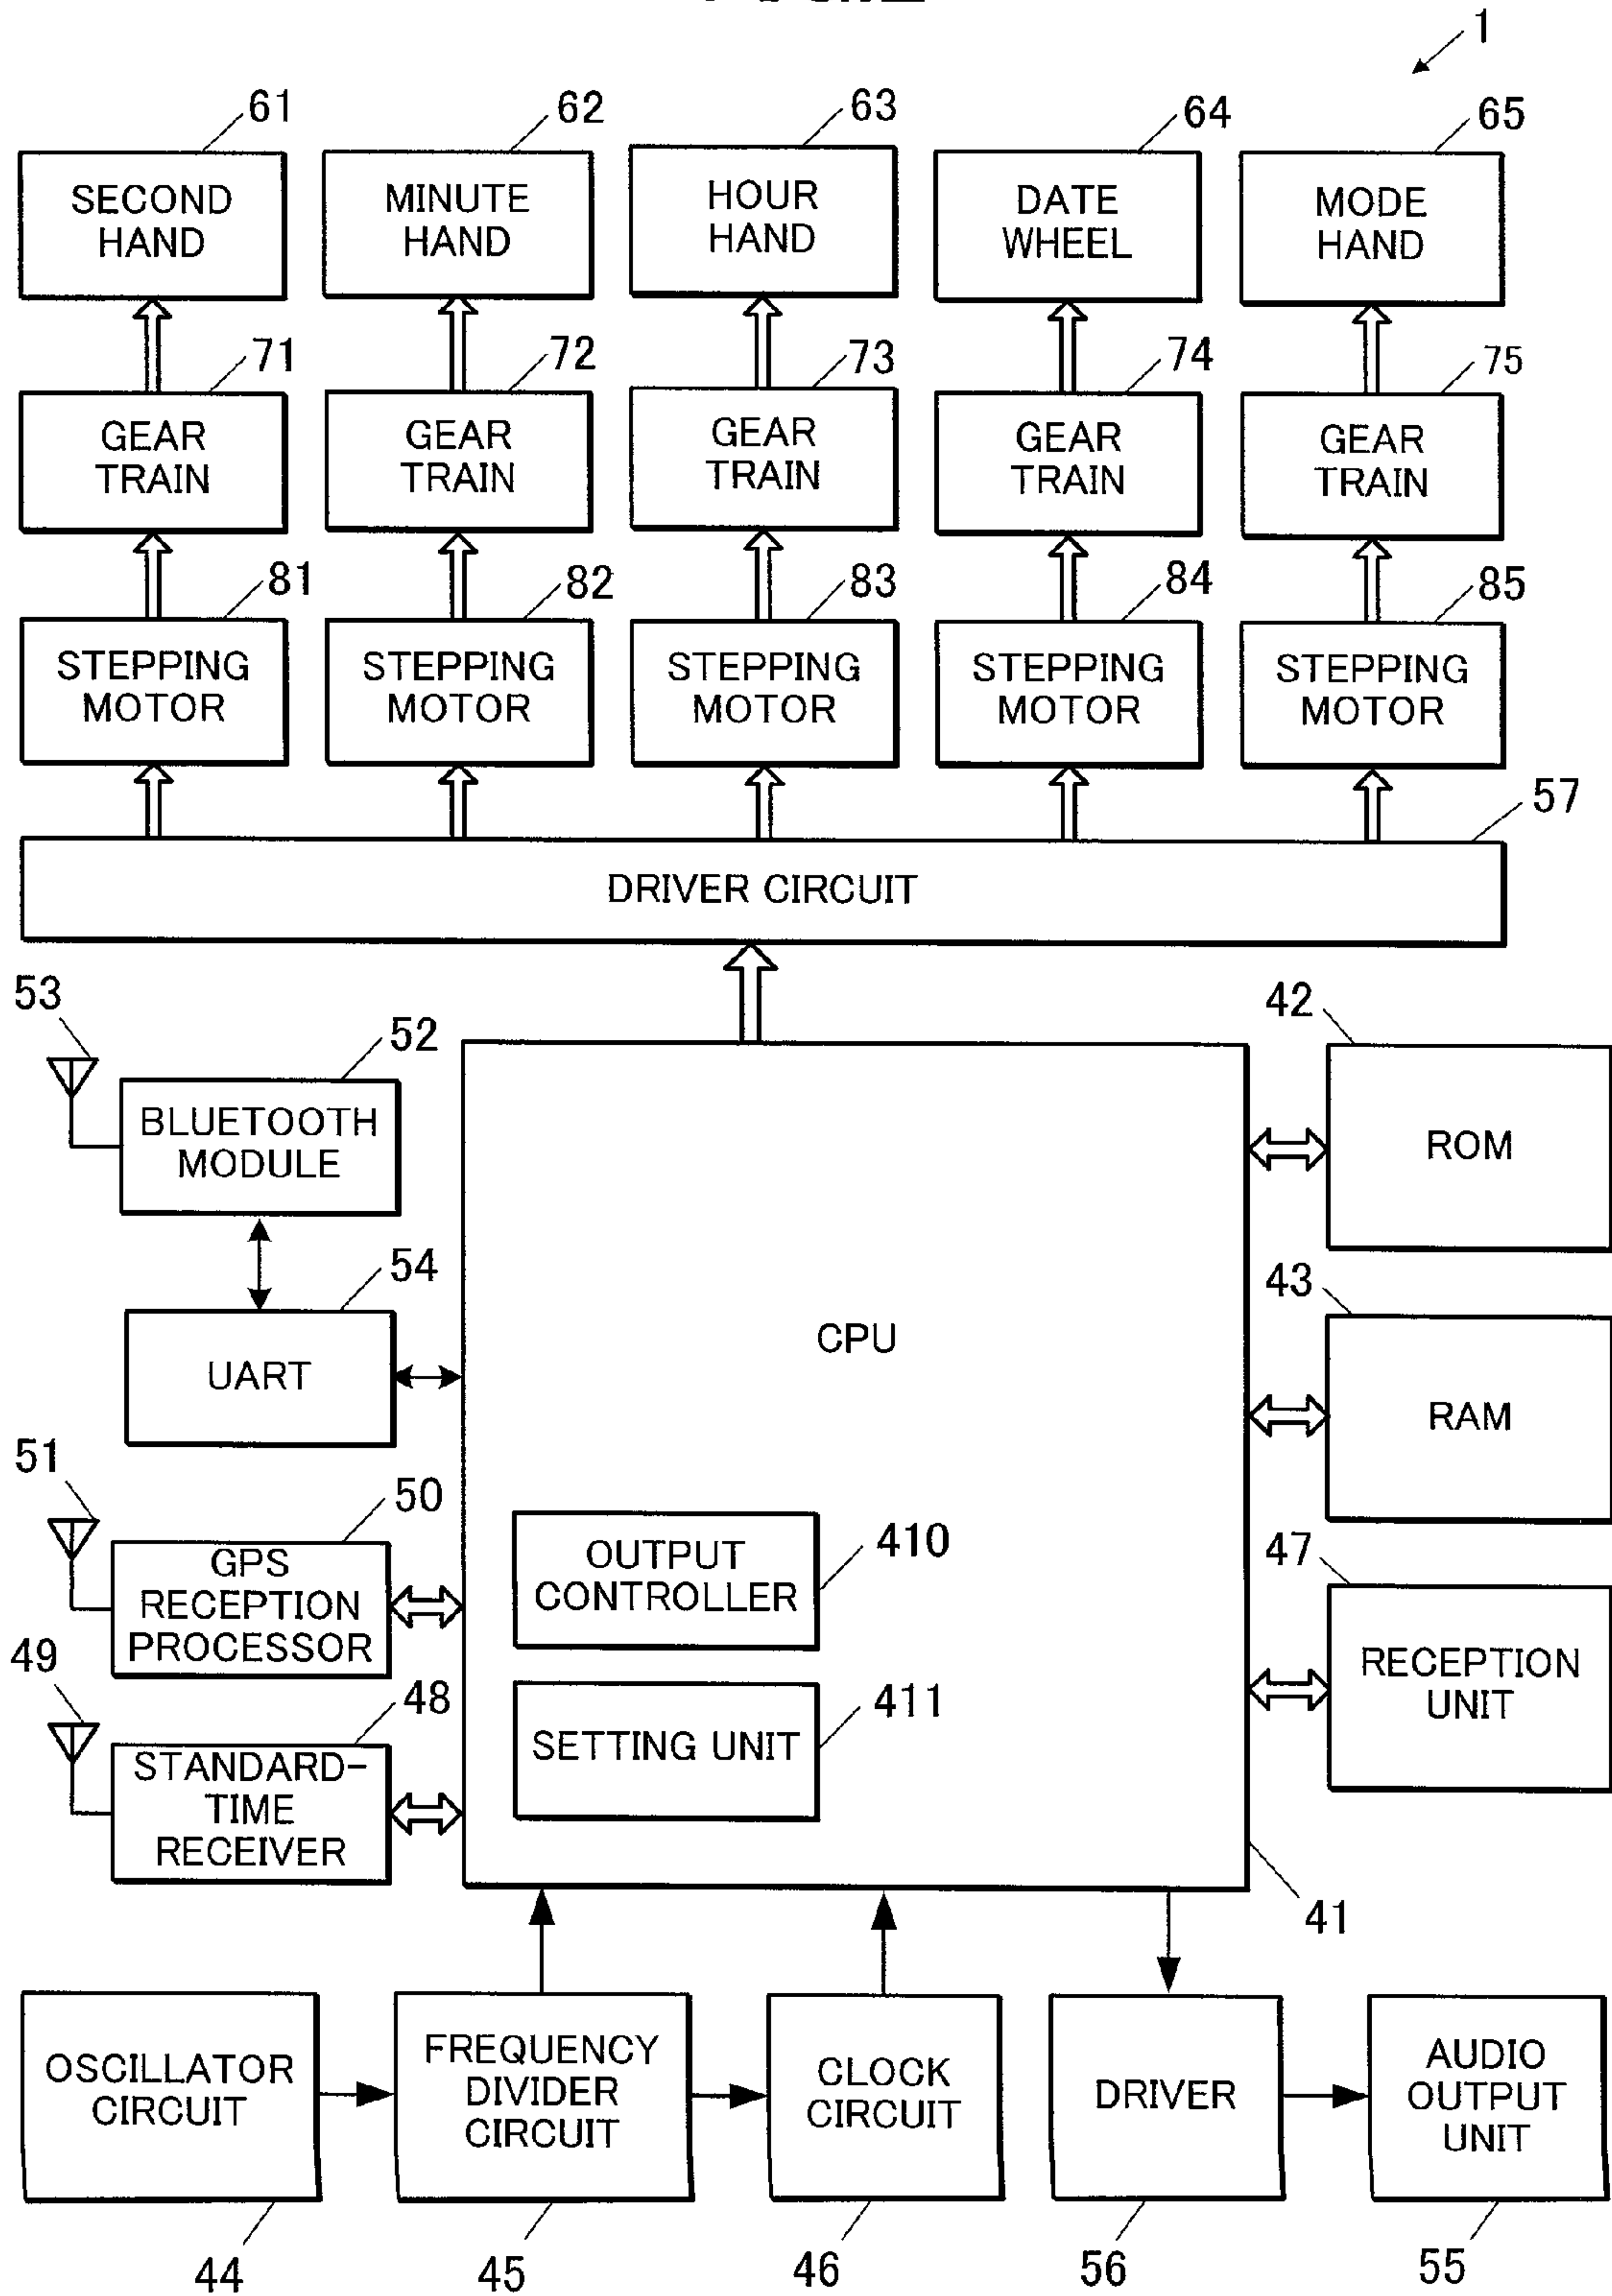 1
61
62
63
64
65
SECOND
HAND
MINUTE
HAND
HOUR
HAND
DATE
WHEEL
MODE
HAND
71
72
73
74
75
GEAR
TRAIN
GEAR
TRAIN
GEAR
TRAIN
GEAR
TRAIN
GEAR
TRAIN
81
82
83
84
85
STEPPING
MOTOR
STEPPING
MOTOR
STEPPING
MOTOR
STEPPING
MOTOR
STEPPING
MOTOR
57
DRIVER CIRCUIT
53
52
BLUETOOTH
MODULE
54
UART
51
50
GPS
RECEPTION
PROCESSOR
49
48
STANDARD-
TIME
RECEIVER
CPU
OUTPUT
CONTROLLER
410
SETTING UNIT
411
41
42
ROM
43
RAM
47
RECEPTION
UNIT
OSCILLATOR
CIRCUIT
FREQUENCY
DIVIDER
CIRCUIT
CLOCK
CIRCUIT
DRIVER
AUDIO
OUTPUT
UNIT
44
45
46
56
55